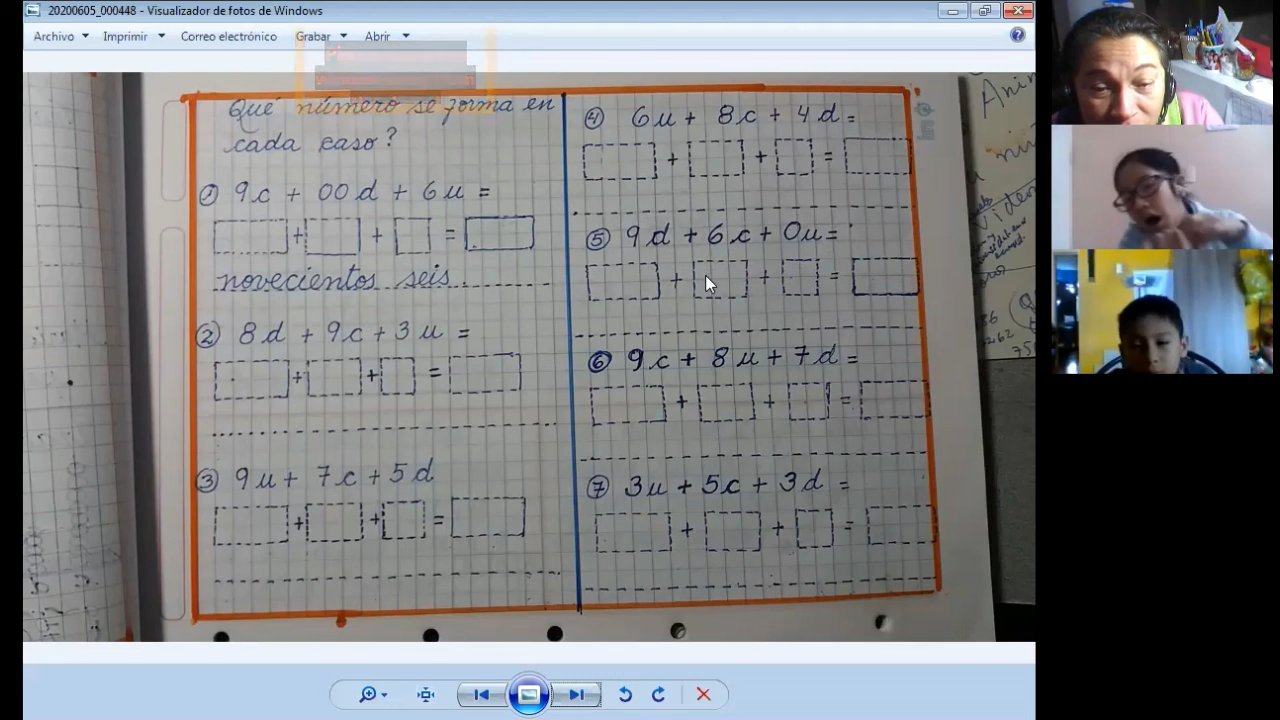 20200605_000448 - Visualizador de fotos de Windows
Archivo Imprimir Correo electrónico Grabar Abrir
Qué número se forma en
cada caso?
1 9c + 00d + 6u =
+ + =
novecientos seis
2 8d + 9c + 3u =
+ + =
3 9u + 7c + 5d
+ + =
4 6u + 8c + 4d =
+ + =
5 9d + 6c + 0u =
+ + =
6 9c + 8u + 7d =
+ + =
7 3u + 5c + 3d =
+ + =